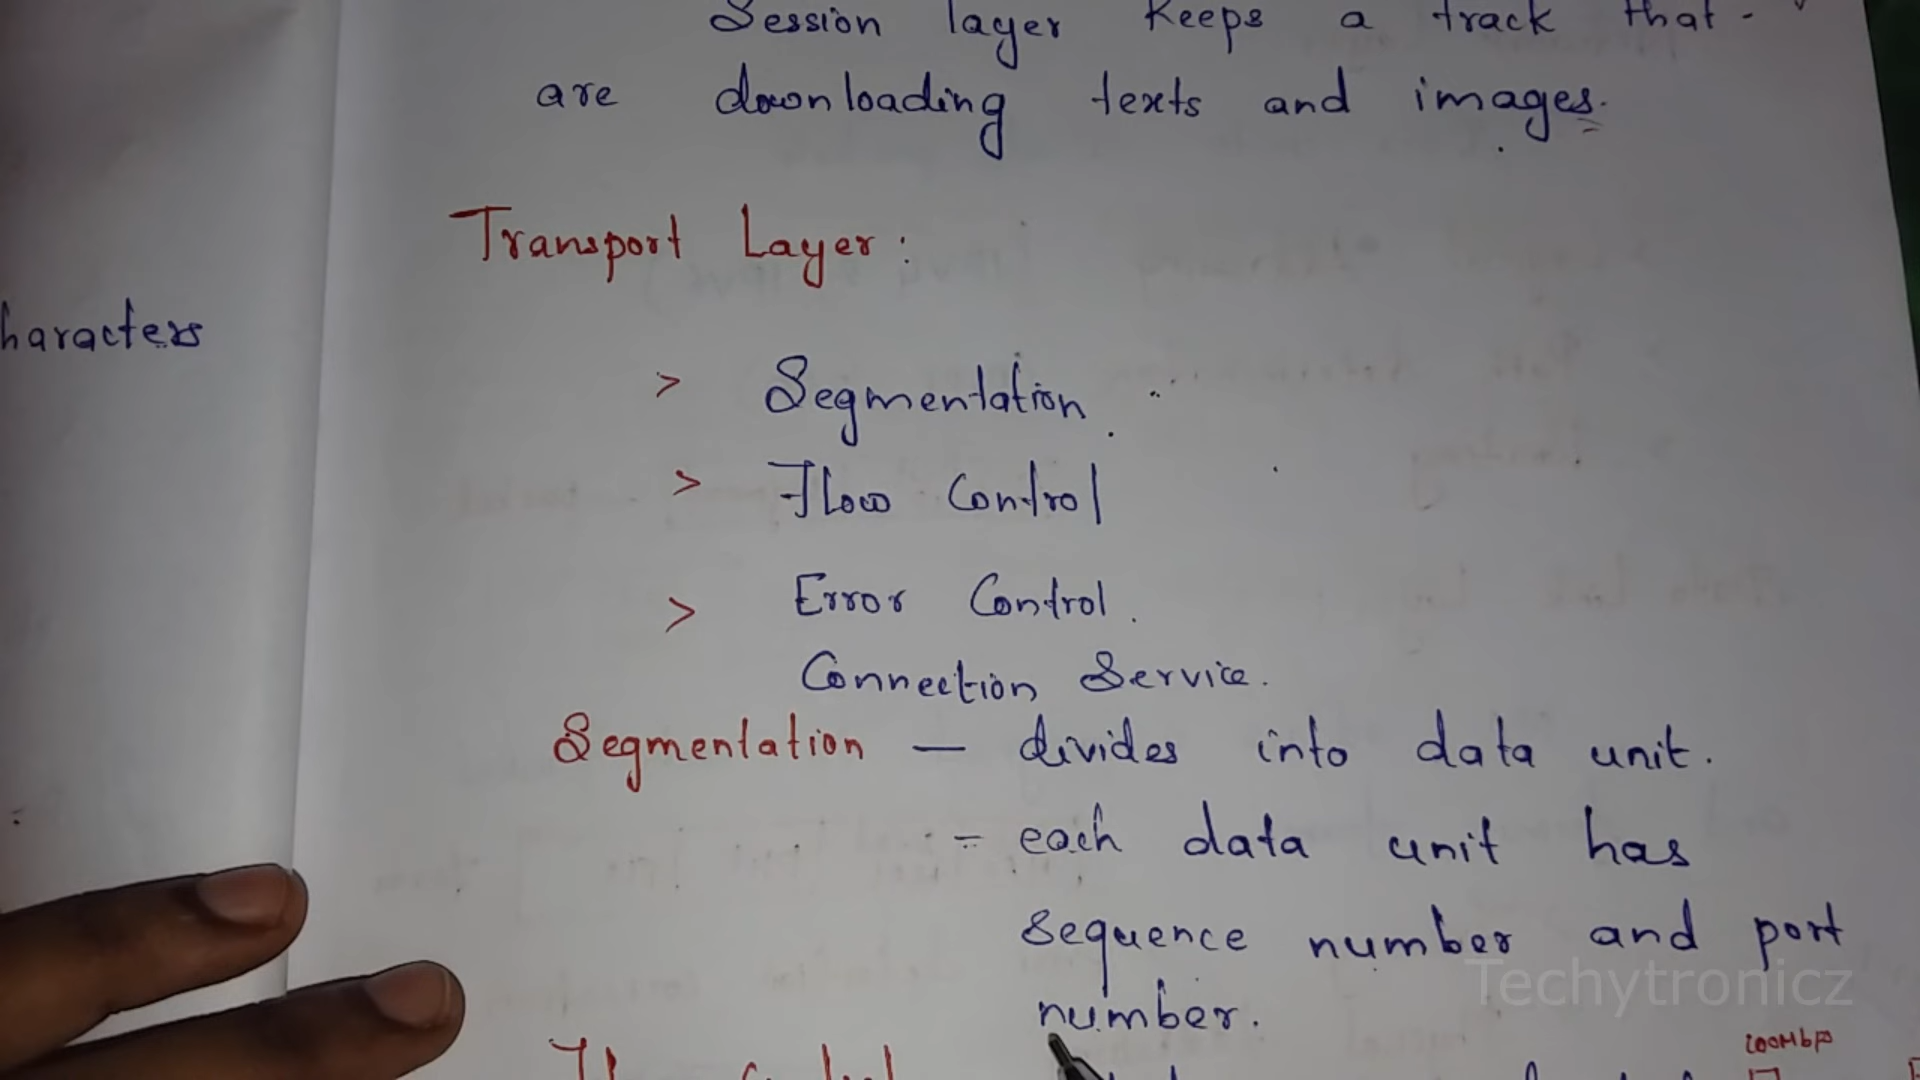 Session layer keeps a track that
are downloading texts and images.
Transport Layer:
haracters
> Segmentation
> Flow Control
> Error Control.
Connection Service.
Segmentation — divides into data unit.
- each data unit has
sequence number and port
number.
Techytronicz
100Mbps